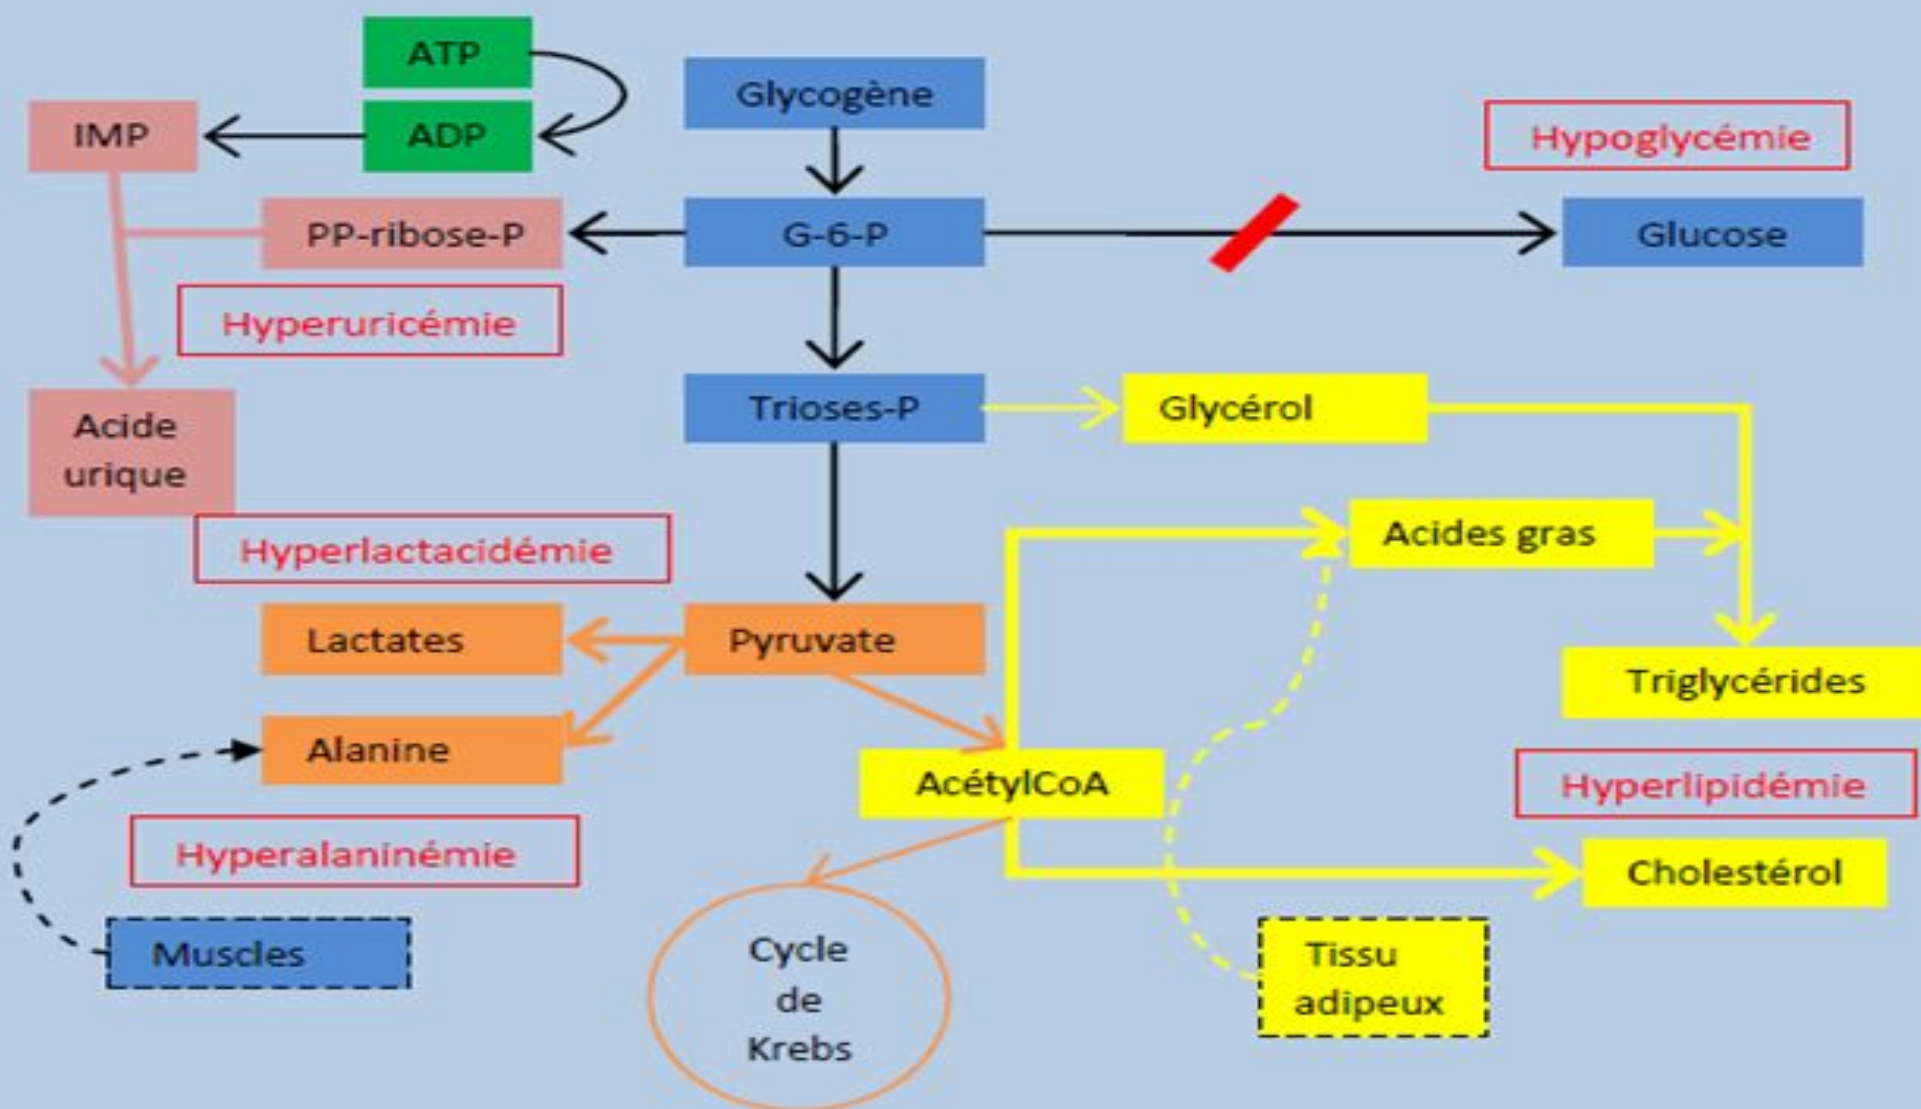 ATP
Glycogène
IMP
ADP
Hypoglycémie
PP-ribose-P
G-6-P
Glucose
Hyperuricémie
Trioses-P
Glycérol
Acide
urique
Hyperlactacidémie
Acides gras
Lactates
Pyruvate
Triglycérides
Alanine
AcétylCoA
Hyperlipidémie
Hyperalaninémie
Cholestérol
Muscles
Cycle
de
Krebs
Tissu
adipeux